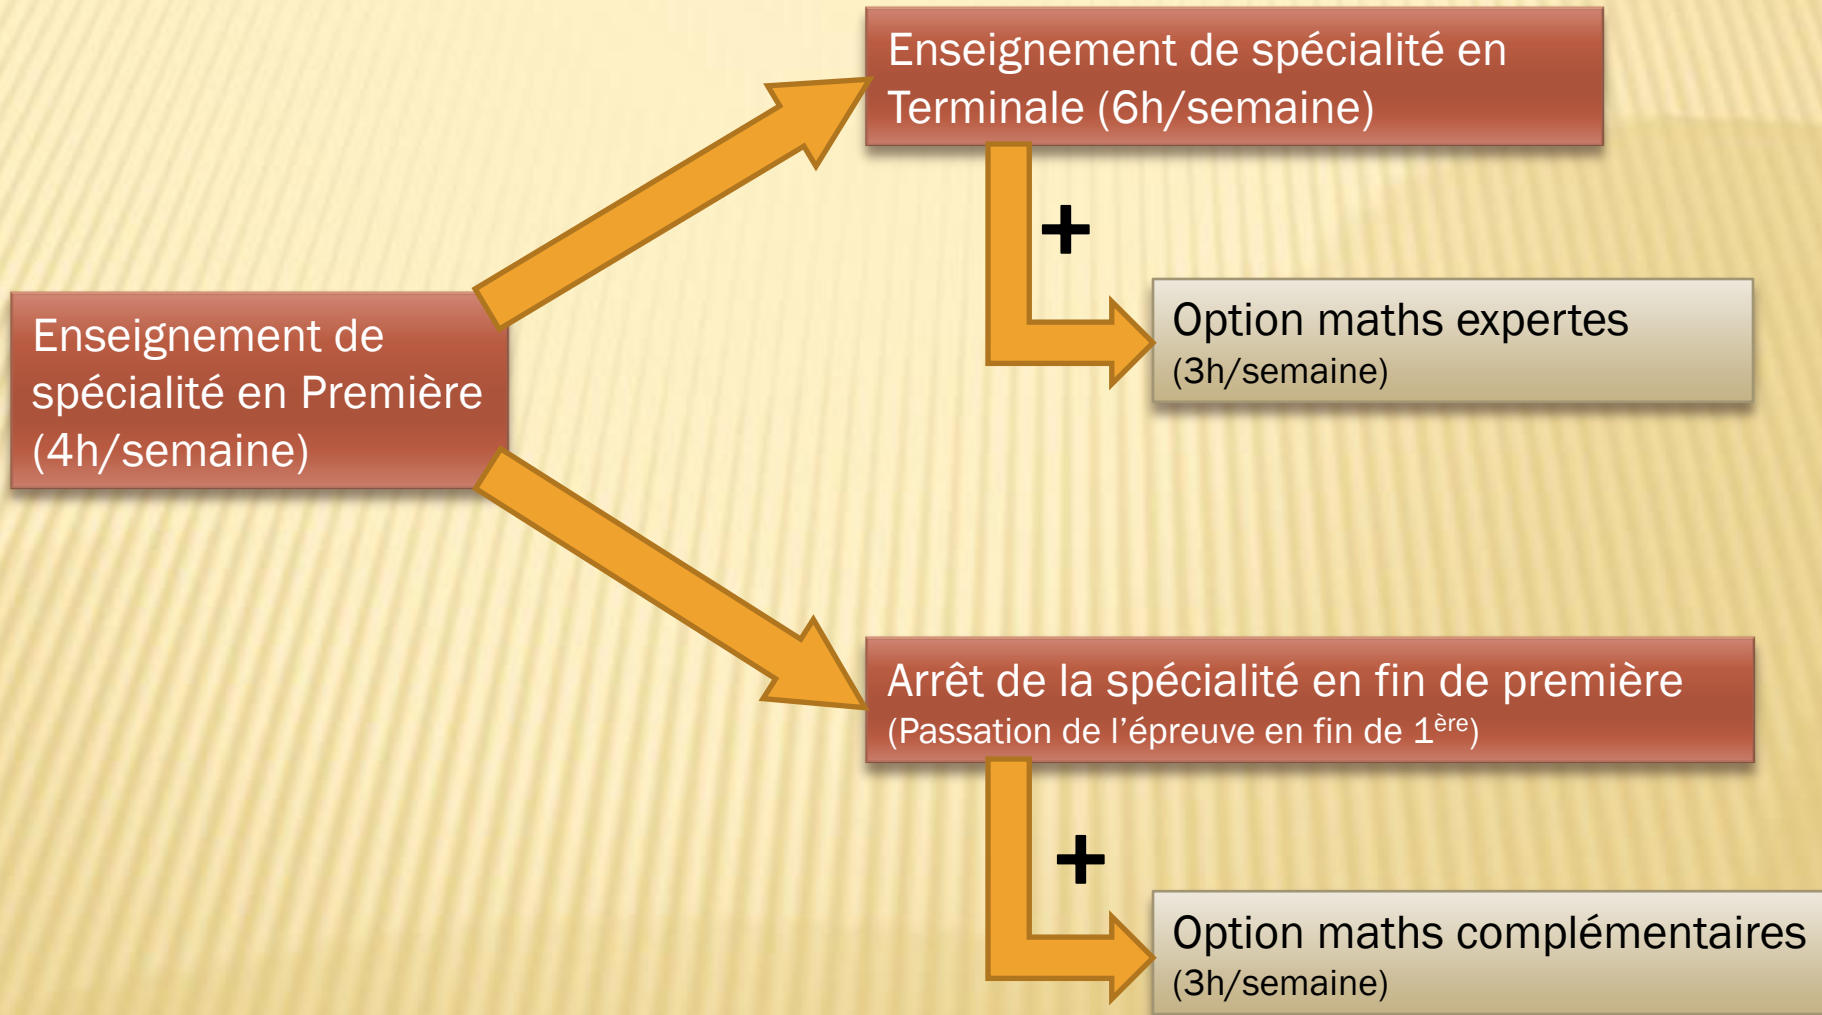 Enseignement de spécialité en
Terminale (6h/semaine)
+
Option maths expertes
(3h/semaine)
Enseignement de
spécialité en Première
(4h/semaine)
Arrêt de la spécialité en fin de première
(Passation de l’épreuve en fin de 1ère)
+
Option maths complémentaires
(3h/semaine)